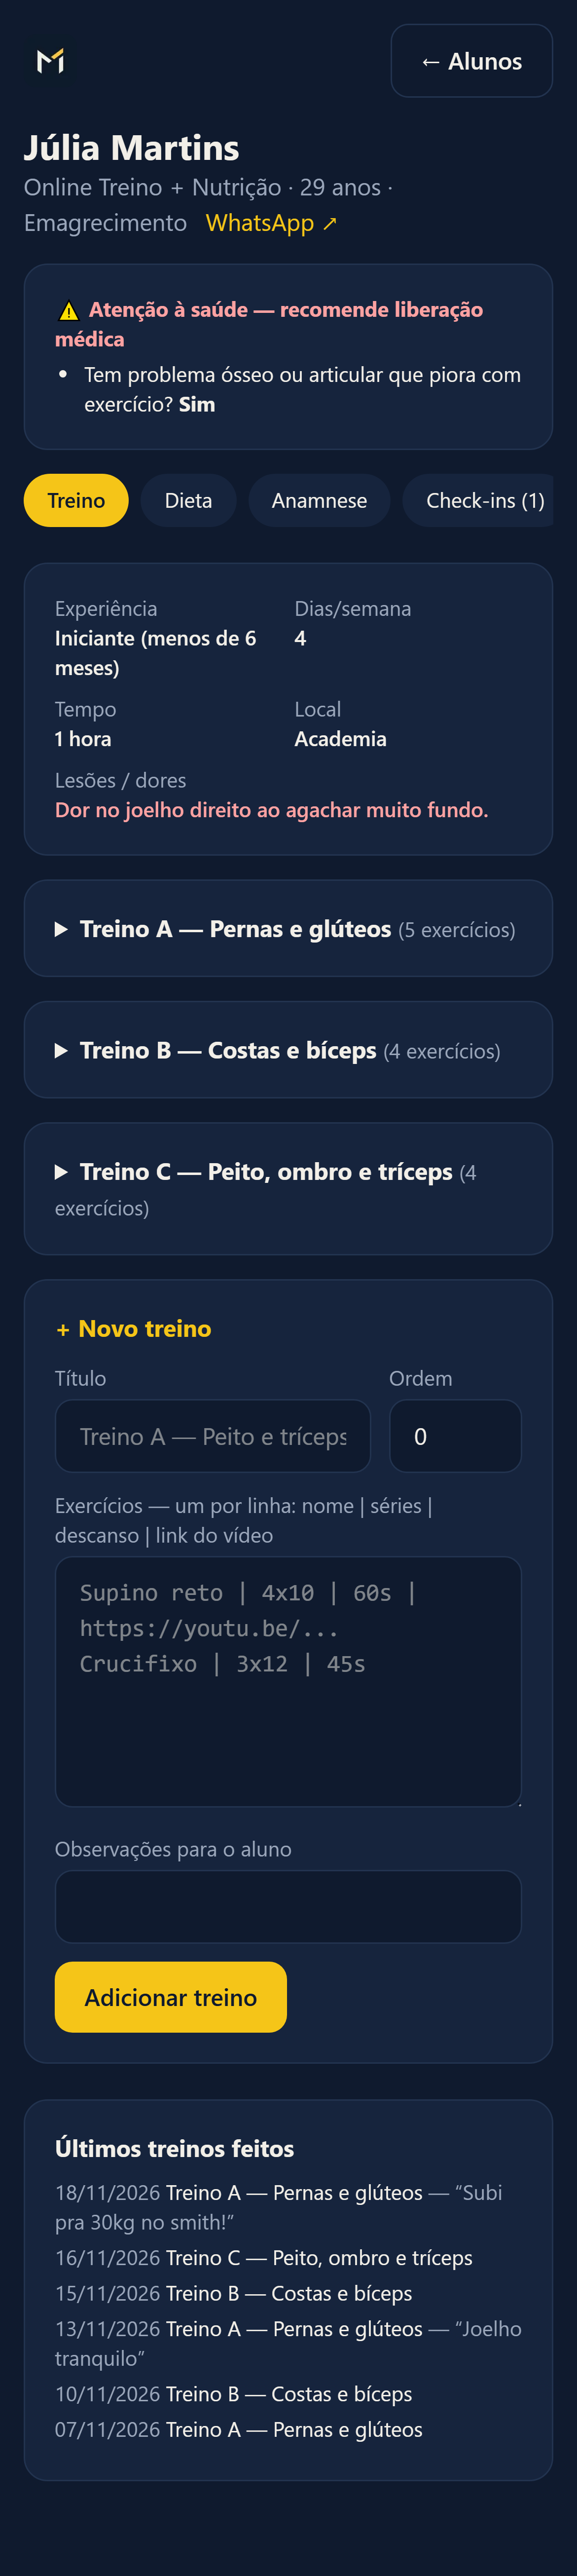 ← Alunos
Júlia Martins
Online Treino + Nutrição · 29 anos ·
Emagrecimento WhatsApp ↗
⚠️ Atenção à saúde — recomende liberação
médica
• Tem problema ósseo ou articular que piora com
exercício? Sim
Treino Dieta Anamnese Check-ins (1)
Experiência Dias/semana
Iniciante (menos de 6 4
meses)
Tempo Local
1 hora Academia
Lesões / dores
Dor no joelho direito ao agachar muito fundo.
▶ Treino A — Pernas e glúteos (5 exercícios)
▶ Treino B — Costas e bíceps (4 exercícios)
▶ Treino C — Peito, ombro e tríceps (4
exercícios)
+ Novo treino
Título Ordem
Treino A — Peito e tríceps 0
Exercícios — um por linha: nome | séries |
descanso | link do vídeo
Supino reto | 4x10 | 60s |
https://youtu.be/...
Crucifixo | 3x12 | 45s
Observações para o aluno
Adicionar treino
Últimos treinos feitos
18/11/2026 Treino A — Pernas e glúteos — “Subi
pra 30kg no smith!”
16/11/2026 Treino C — Peito, ombro e tríceps
15/11/2026 Treino B — Costas e bíceps
13/11/2026 Treino A — Pernas e glúteos — “Joelho
tranquilo”
10/11/2026 Treino B — Costas e bíceps
07/11/2026 Treino A — Pernas e glúteos